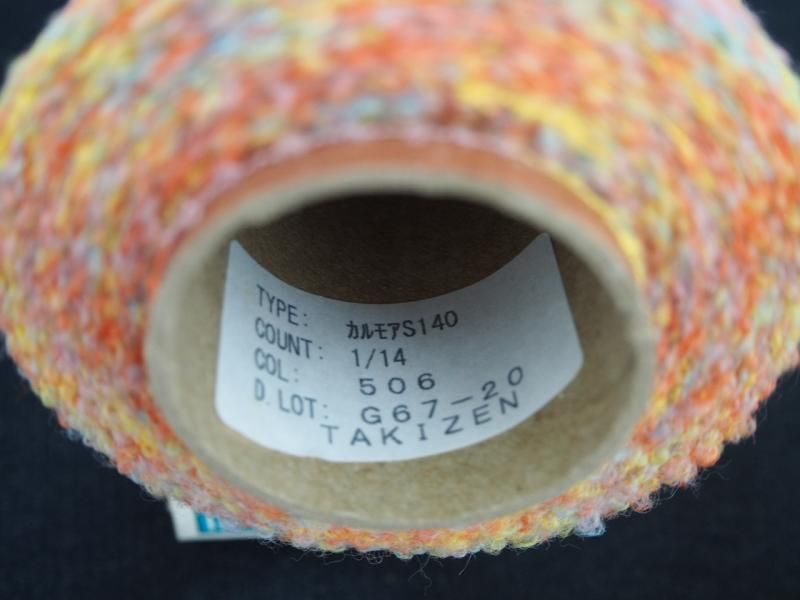 TYPE: カルモアS140
COUNT: 1/14
COL: 506
D.LOT: G67-20
TAKIZEN